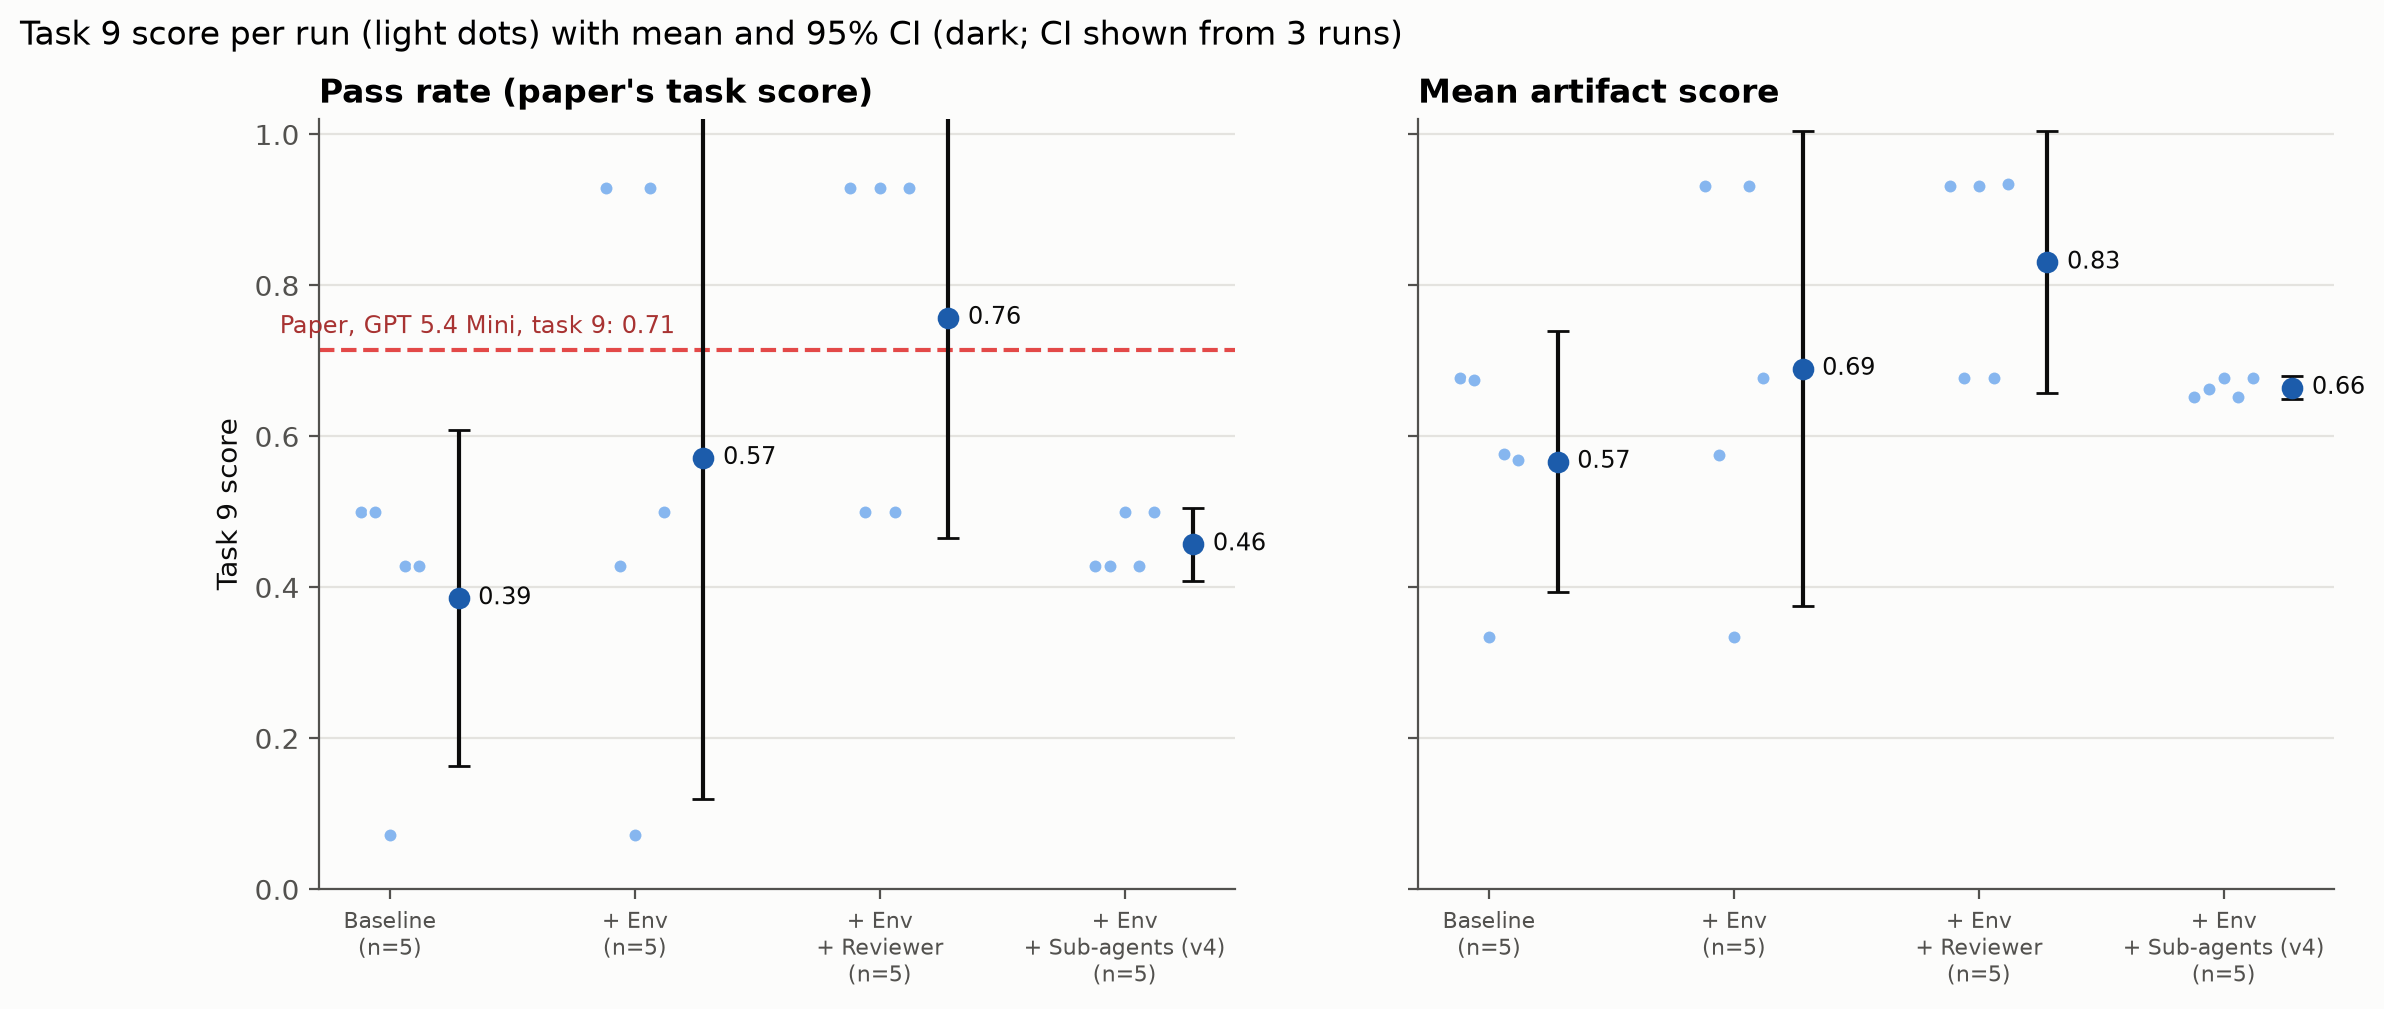 Task 9 score per run (light dots) with mean and 95% CI (dark; CI shown from 3 runs)
Pass rate (paper's task score)
Task 9 score
1.0
0.8
0.6
0.4
0.2
0.0
Paper, GPT 5.4 Mini, task 9: 0.71
0.39
0.57
0.76
0.46
Baseline
(n=5)
+ Env
(n=5)
+ Env
+ Reviewer
(n=5)
+ Env
+ Sub-agents (v4)
(n=5)
Mean artifact score
0.57
0.69
0.83
0.66
Baseline
(n=5)
+ Env
(n=5)
+ Env
+ Reviewer
(n=5)
+ Env
+ Sub-agents (v4)
(n=5)